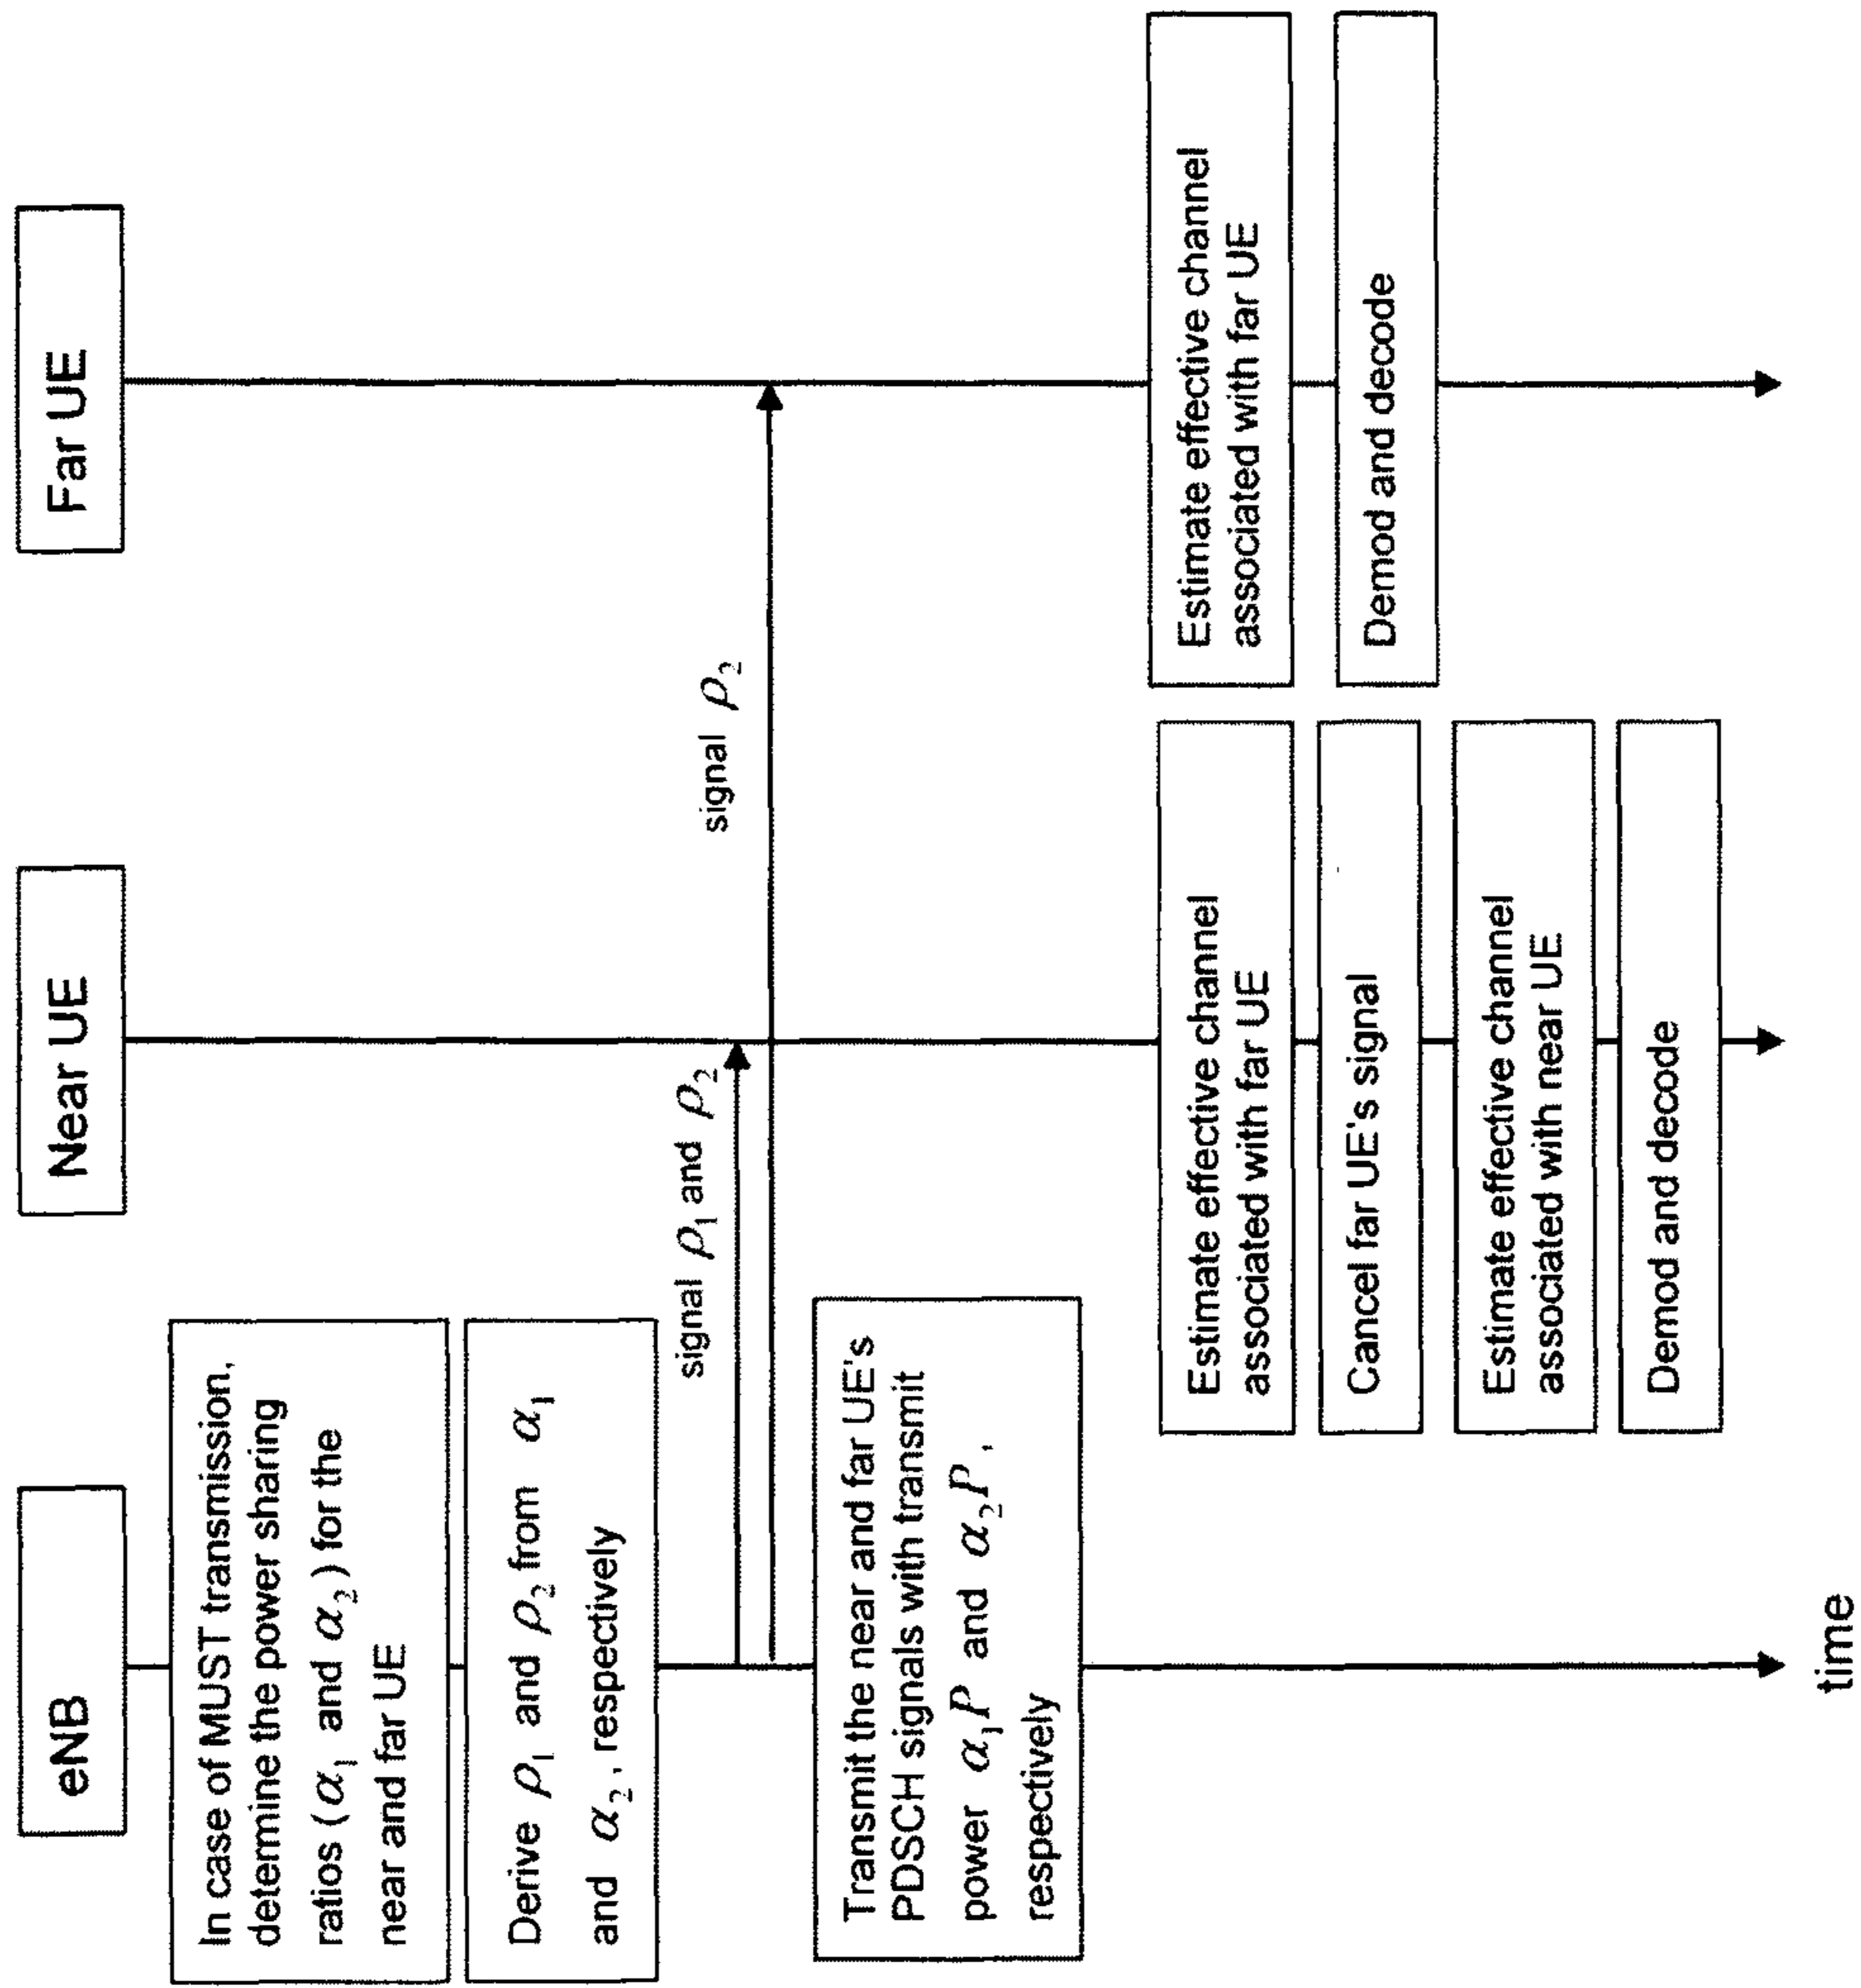 eNB
Near UE
Far UE
In case of MUST transmission,
determine the power sharing
ratios (α₁ and α₂) for the
near and far UE
Derive ρ₁ and ρ₂ from α₁
and α₂, respectively
signal ρ₁ and ρ₂
signal ρ₂
Transmit the near and far UE's
PDSCH signals with transmit
power α₁P and α₂P,
respectively
Estimate effective channel
associated with far UE
Cancel far UE's signal
Estimate effective channel
associated with near UE
Demod and decode
Estimate effective channel
associated with far UE
Demod and decode
time